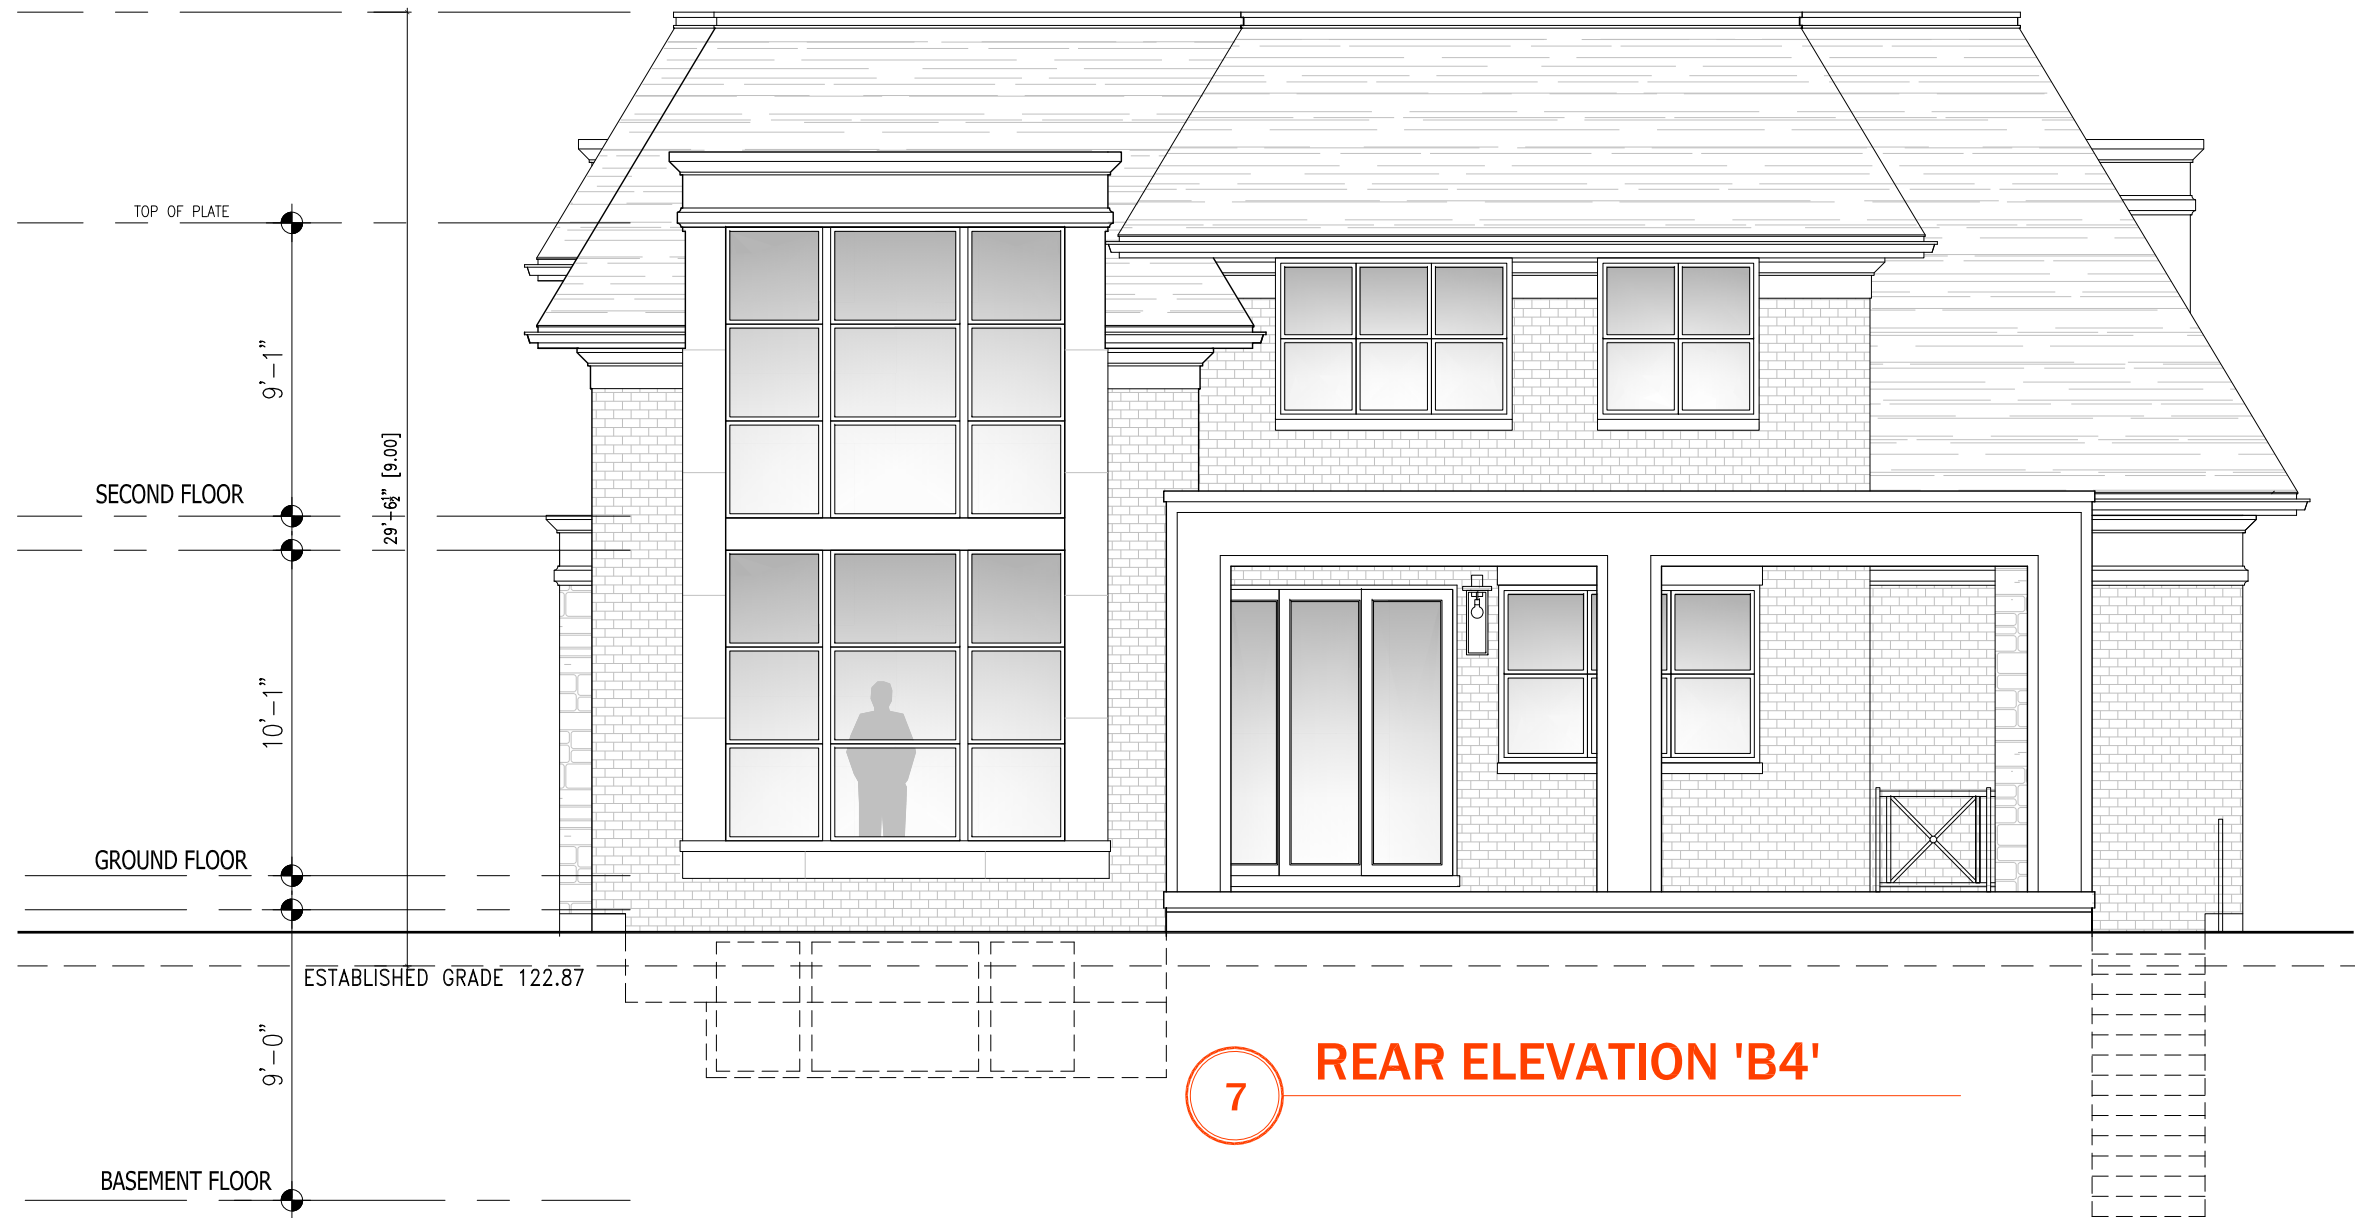 TOP OF PLATE
9'-1"
29'-6½" [9.00]
SECOND FLOOR
10'-1"
GROUND FLOOR
ESTABLISHED GRADE 122.87
9'-0"
REAR ELEVATION 'B4'
7
BASEMENT FLOOR